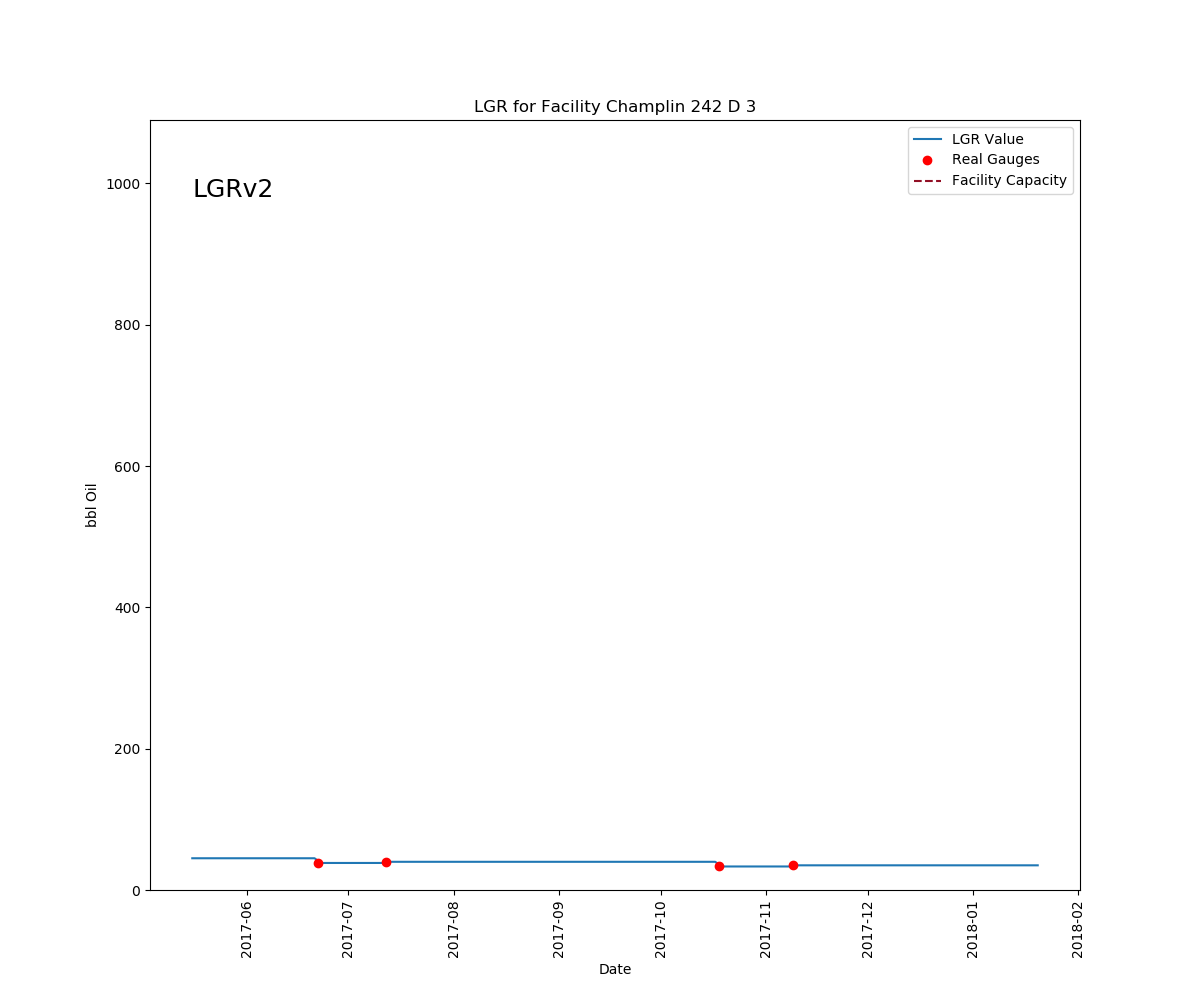 LGR for Facility Champlin 242 D 3
LGR Value
Real Gauges
Facility Capacity
LGRv2
1000
800
600
400
200
0
bbl Oil
2017-06
2017-07
2017-08
2017-09
2017-10
2017-11
2017-12
2018-01
2018-02
Date